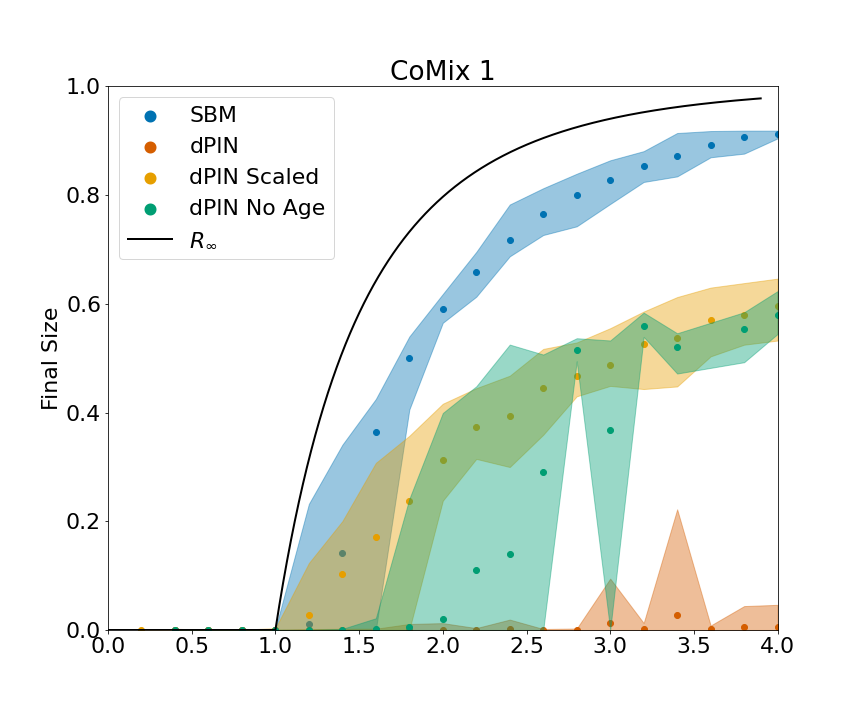 CoMix 1
1.0
SBM
dPIN
dPIN Scaled
dPIN No Age
R∞
0.8
0.6
0.4
0.2
0.0
Final Size
0.0 0.5 1.0 1.5 2.0 2.5 3.0 3.5 4.0